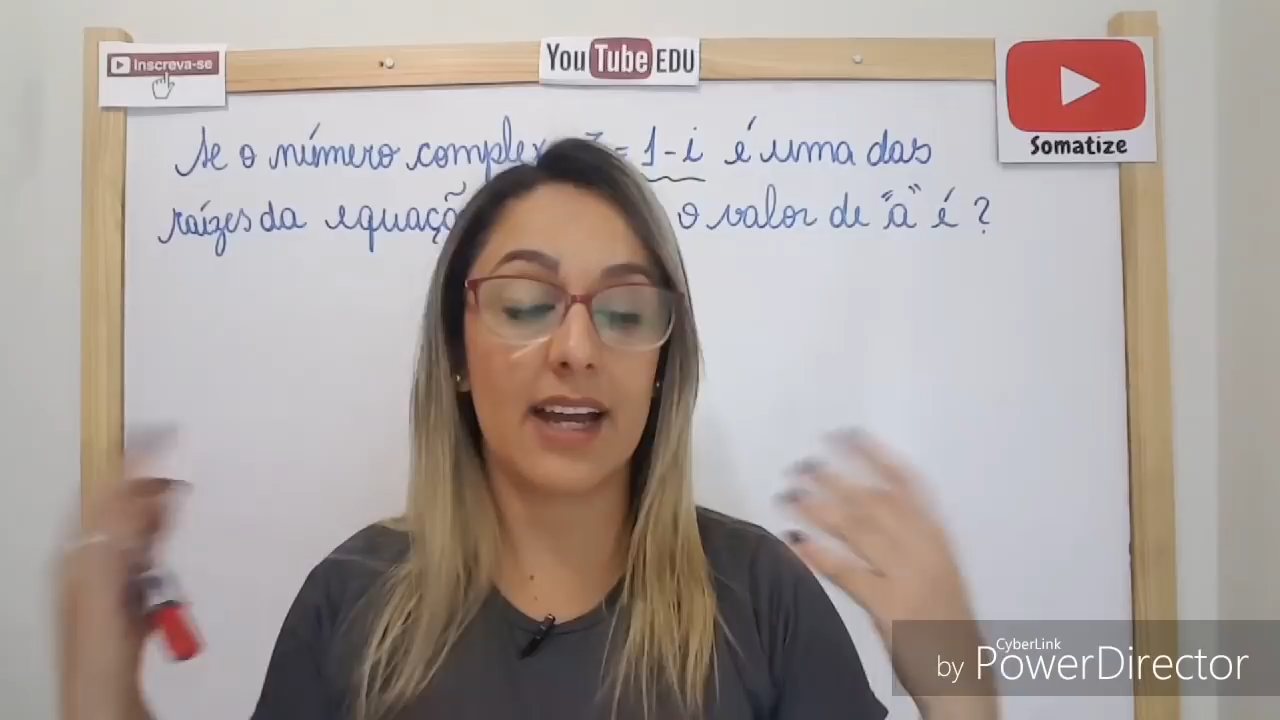 Inscreva-se
YouTube EDU
Somatize
Se o número complex = 1 - i é uma das
raízes da equaçã o valor de "a" é ?
CyberLink
by PowerDirector